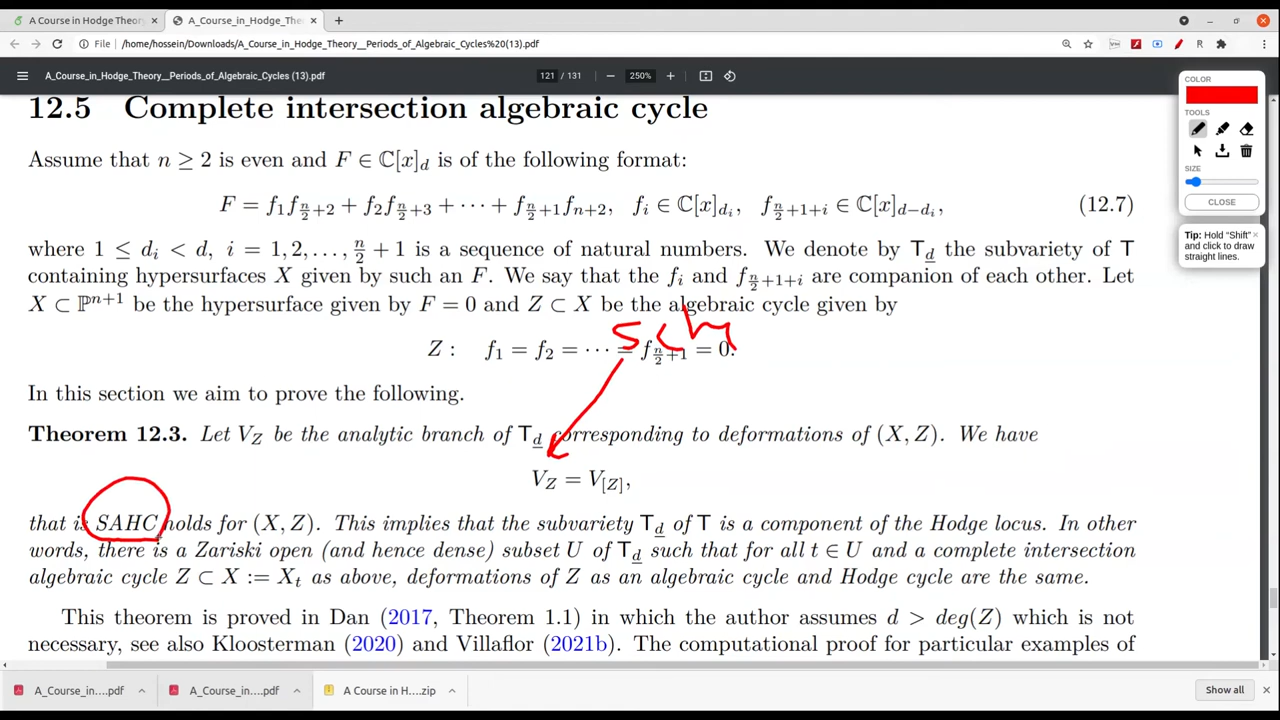 A Course in Hodge Theory
A_Course_in_Hodge_The
File
/home/hossein/Downloads/A_Course_in_Hodge_Theory__Periods_of_Algebraic_Cycles%20(13).pdf
A_Course_in_Hodge_Theory__Periods_of_Algebraic_Cycles (13).pdf
121 / 131
250%
COLOR
TOOLS
SIZE
CLOSE
Tip: Hold "Shift"
and click to draw
straight lines.
12.5 Complete intersection algebraic cycle
Assume that n ≥ 2 is even and F ∈ ℂ[x]_d is of the following format:
F = f_1 f_{n/2+2} + f_2 f_{n/2+3} + ⋯ + f_{n/2+1} f_{n+2}, f_i ∈ ℂ[x]_{d_i}, f_{n/2+1+i} ∈ ℂ[x]_{d−d_i}, (12.7)
where 1 ≤ d_i < d, i = 1, 2, . . . , n/2 + 1 is a sequence of natural numbers. We denote by T_d the subvariety of T
containing hypersurfaces X given by such an F. We say that the f_i and f_{n/2+1+i} are companion of each other. Let
X ⊂ ℙ^{n+1} be the hypersurface given by F = 0 and Z ⊂ X be the algebraic cycle given by
sch
Z : f_1 = f_2 = ⋯ = f_{n/2+1} = 0.
In this section we aim to prove the following.
Theorem 12.3. Let V_Z be the analytic branch of T_d corresponding to deformations of (X, Z). We have
V_Z = V_{[Z]},
that is SAHC holds for (X, Z). This implies that the subvariety T_d of T is a component of the Hodge locus. In other
words, there is a Zariski open (and hence dense) subset U of T_d such that for all t ∈ U and a complete intersection
algebraic cycle Z ⊂ X := X_t as above, deformations of Z as an algebraic cycle and Hodge cycle are the same.
This theorem is proved in Dan (2017, Theorem 1.1) in which the author assumes d > deg(Z) which is not
necessary, see also Kloosterman (2020) and Villaflor (2021b). The computational proof for particular examples of
A_Course_in....pdf
A_Course_in....pdf
A Course in H....zip
Show all